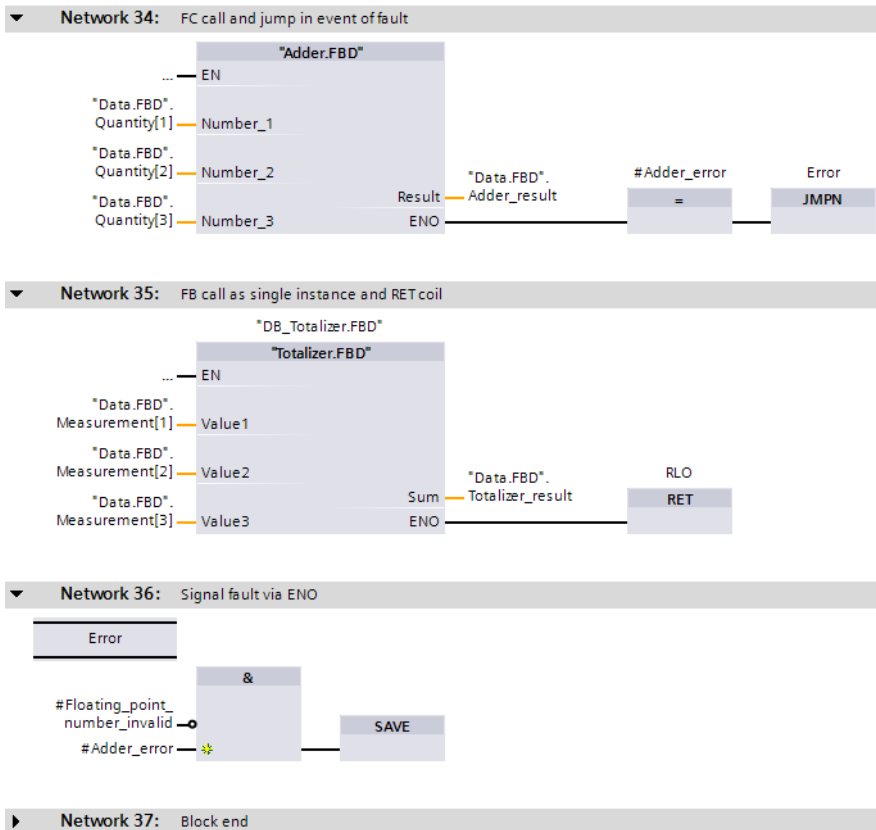 Network 34: FC call and jump in event of fault
"Adder.FBD"
... EN
"Data.FBD".
Quantity[1] Number_1
"Data.FBD".
Quantity[2] Number_2
"Data.FBD".
Quantity[3] Number_3
Result "Data.FBD".
Adder_result
ENO
#Adder_error
=
Error
JMPN
Network 35: FB call as single instance and RET coil
"DB_Totalizer.FBD"
"Totalizer.FBD"
... EN
"Data.FBD".
Measurement[1] Value1
"Data.FBD".
Measurement[2] Value2
"Data.FBD".
Measurement[3] Value3
Sum "Data.FBD".
Totalizer_result
ENO
RLO
RET
Network 36: Signal fault via ENO
Error
&
#Floating_point_
number_invalid
#Adder_error
SAVE
Network 37: Block end